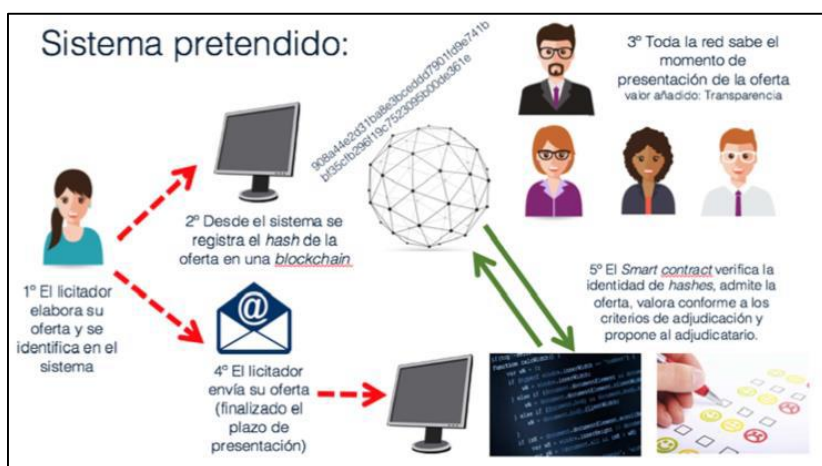 Sistema pretendido:
908a44e2d31ba8e3bceddd7901fd9e741b
bf35cfb296f19c7523095b00de361e
3º Toda la red sabe el
momento de
presentación de la oferta
valor añadido: Transparencia
2º Desde el sistema se
registra el hash de la
oferta en una blockchain
1º El licitador
elabora su
oferta y se
identifica en el
sistema
@
4º El licitador
envía su oferta
(finalizado el
plazo de
presentación)
5º El Smart contract verifica la
identidad de hashes, admite la
oferta, valora conforme a los
criterios de adjudicación y
propone al adjudicatario.